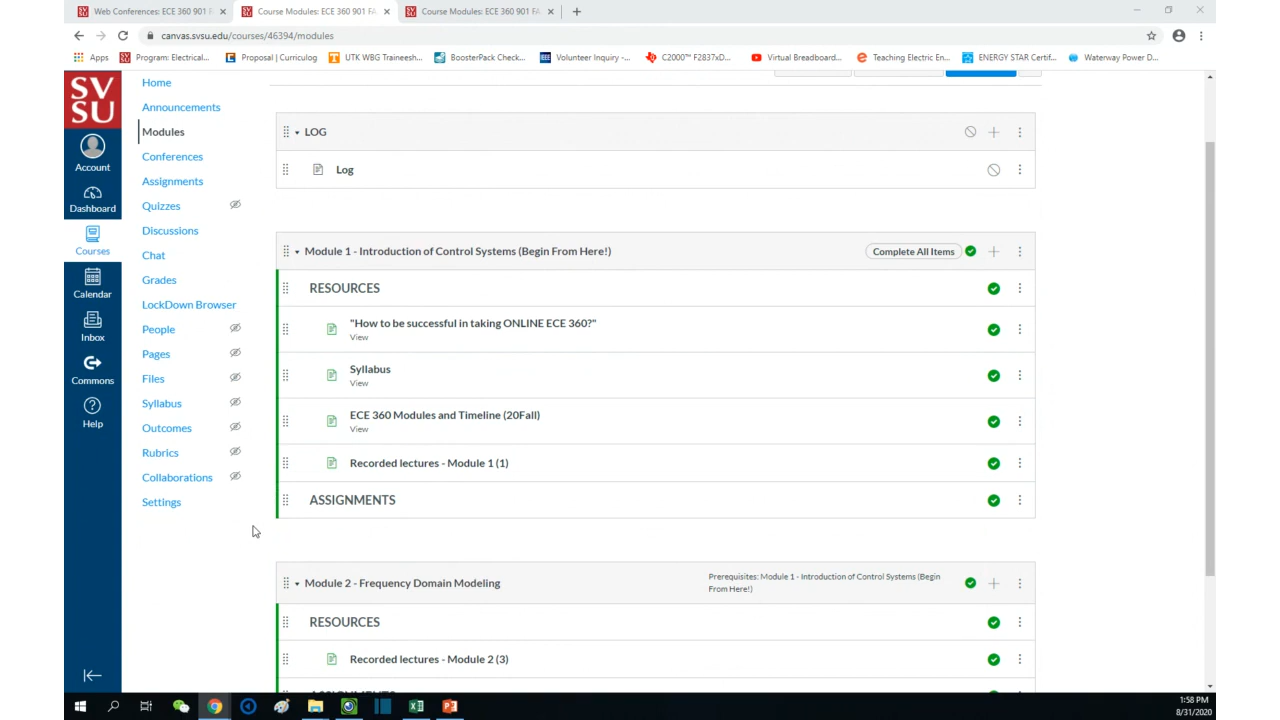 Web Conferences: ECE 360 901 F
Course Modules: ECE 360 901 FA
Course Modules: ECE 360 901 FA
canvas.svsu.edu/courses/46394/modules
Apps
Program: Electrical...
Proposal | Curriculog
UTK WBG Traineesh...
BoosterPack Check...
Volunteer Inquiry -...
C2000™ F2837xD...
Virtual Breadboard...
Teaching Electric En...
ENERGY STAR Certif...
Waterway Power D...
SV
SU
Account
Dashboard
Courses
Calendar
Inbox
Commons
Help
Home
Announcements
Modules
Conferences
Assignments
Quizzes
Discussions
Chat
Grades
LockDown Browser
People
Pages
Files
Syllabus
Outcomes
Rubrics
Collaborations
Settings
LOG
Log
Module 1 - Introduction of Control Systems (Begin From Here!)
Complete All Items
RESOURCES
"How to be successful in taking ONLINE ECE 360?"
View
Syllabus
View
ECE 360 Modules and Timeline (20Fall)
View
Recorded lectures - Module 1 (1)
ASSIGNMENTS
Module 2 - Frequency Domain Modeling
Prerequisites: Module 1 - Introduction of Control Systems (Begin
From Here!)
RESOURCES
Recorded lectures - Module 2 (3)
ASSIGNMENTS
1:58 PM
8/31/2020